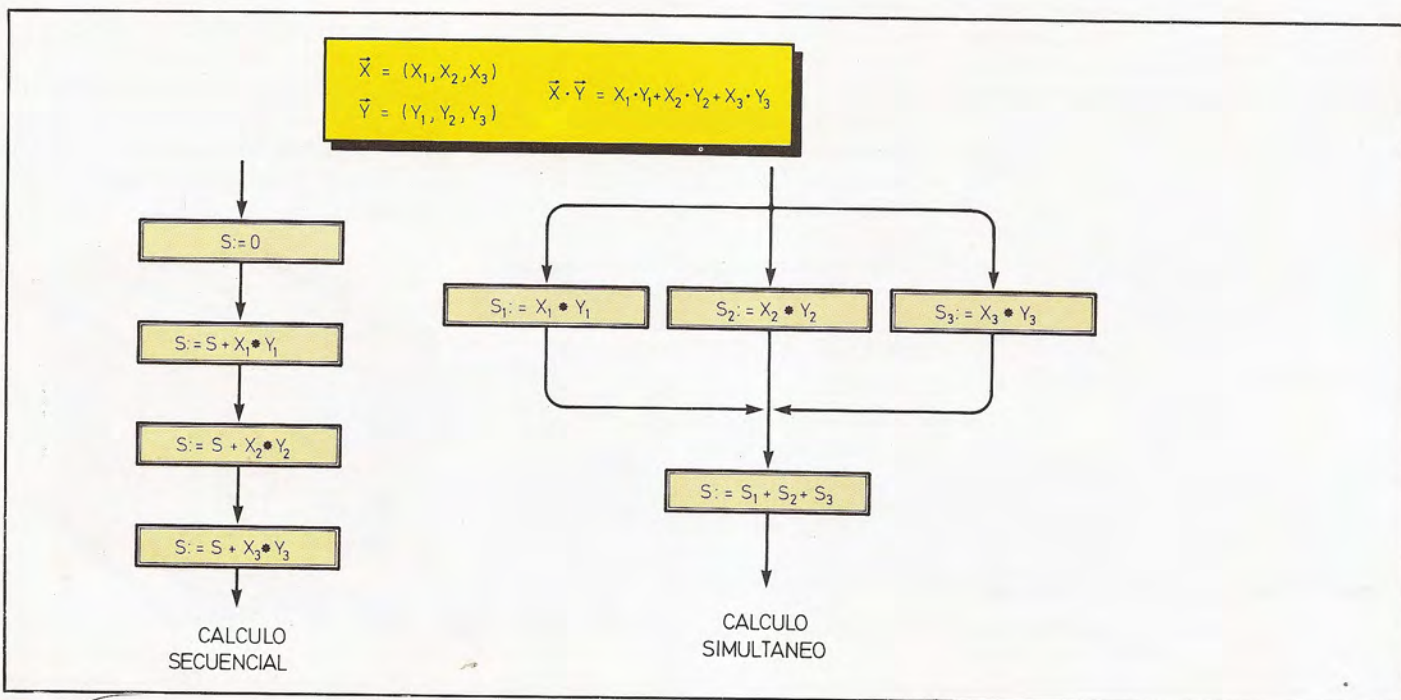 X⃗ = (X₁, X₂, X₃)
Y⃗ = (Y₁, Y₂, Y₃)
X⃗ · Y⃗ = X₁·Y₁+X₂·Y₂+X₃·Y₃
S:= 0
S:= S + X₁* Y₁
S:= S + X₂* Y₂
S:= S + X₃* Y₃
CALCULO
SECUENCIAL
S₁: = X₁ * Y₁
S₂: = X₂ * Y₂
S₃: = X₃ * Y₃
S: = S₁ + S₂ + S₃
CALCULO
SIMULTANEO